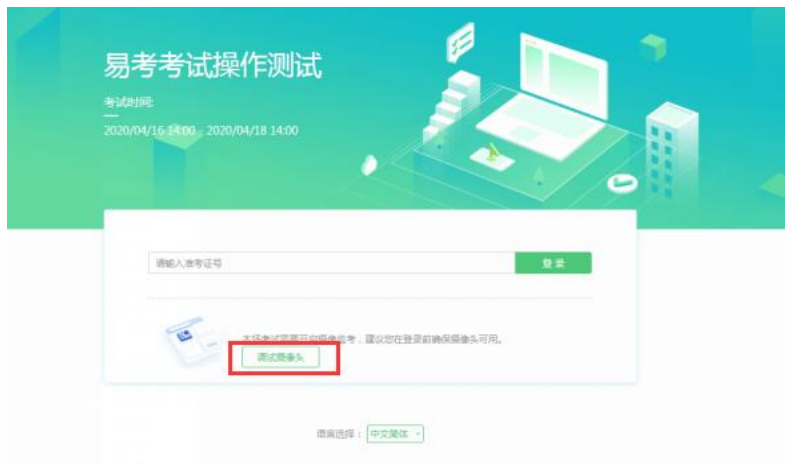 易考考试操作测试
考试时间:
2020/04/16 14:00 - 2020/04/18 14:00
请输入准考证号
登录
本场考试需要开启摄像监考，建议您在登录前确保摄像头可用。
调试摄像头
语言选择：
中文简体